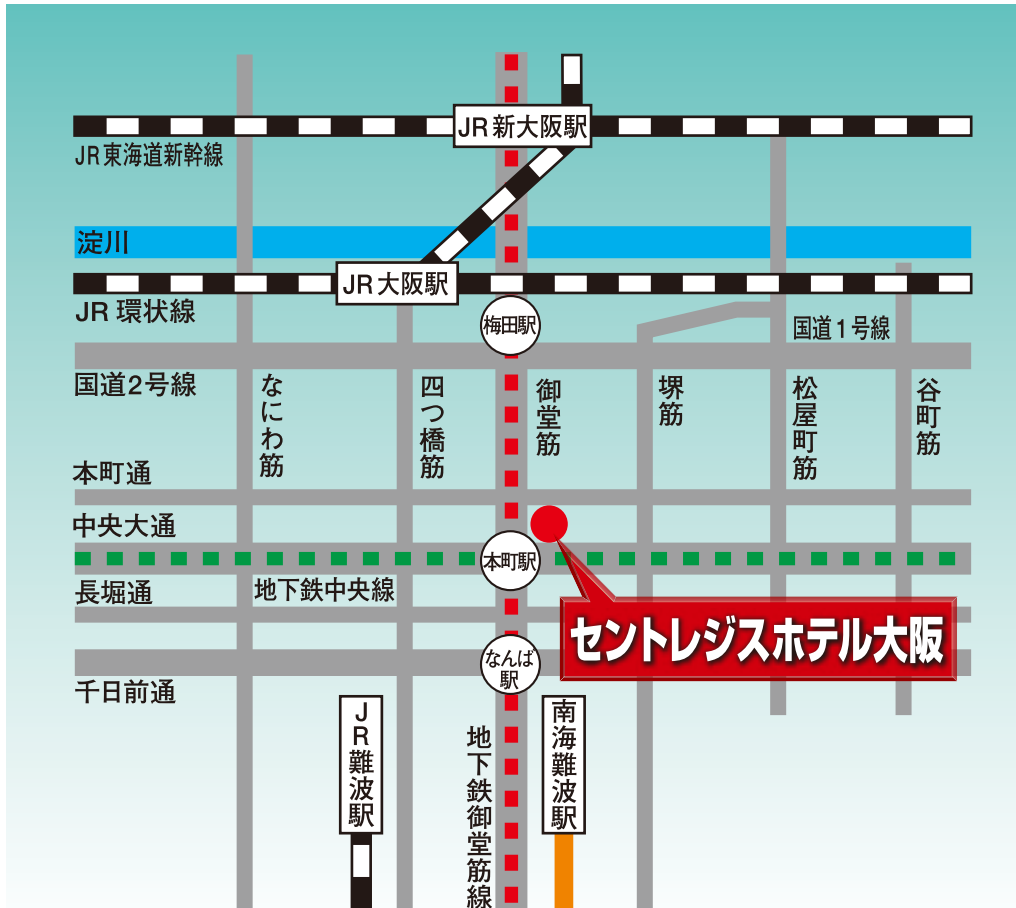 JR新大阪駅
JR東海道新幹線
淀川
JR大阪駅
JR環状線
梅田駅
国道1号線
国道2号線
なにわ筋
四つ橋筋
御堂筋
堺筋
松屋町筋
谷町筋
本町通
中央大通
本町駅
長堀通
地下鉄中央線
セントレジスホテル大阪
なんば
駅
千日前通
JR難波駅
地下鉄御堂筋線
南海難波駅